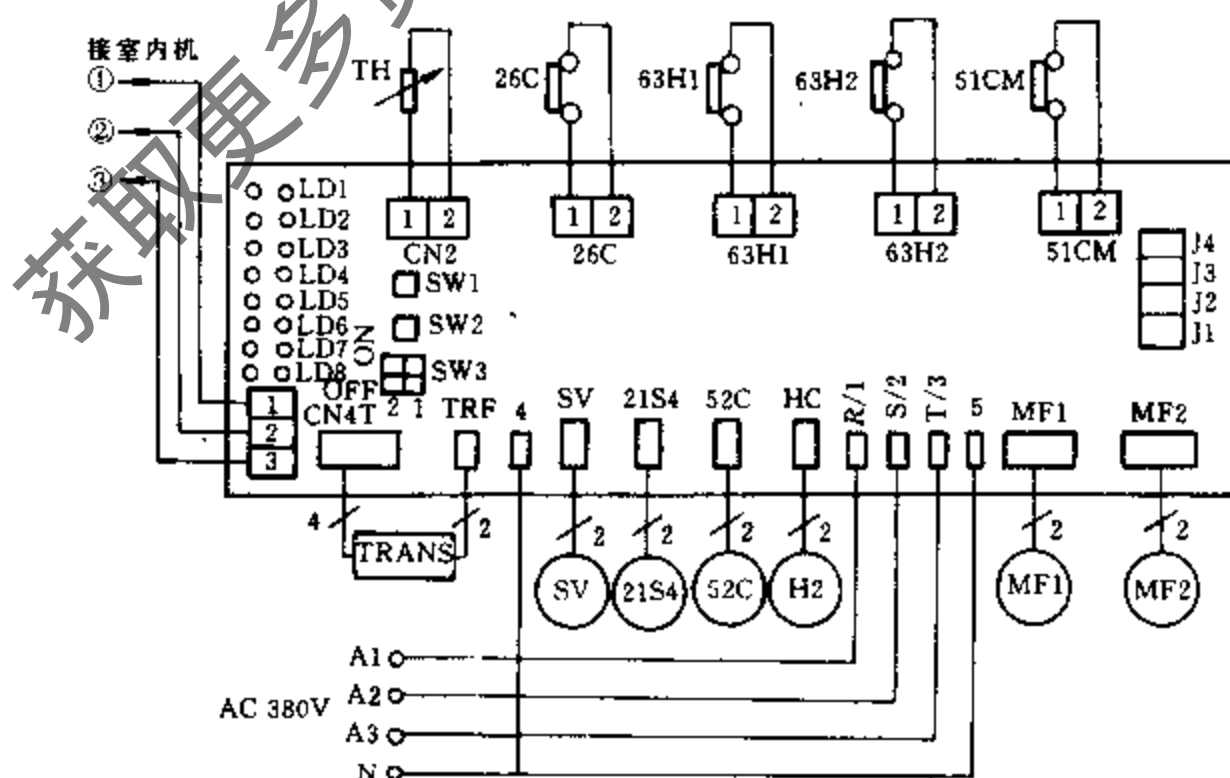 接室内机
①
②
③
TH
26C
63H1
63H2
51CM
LD1
LD2
LD3
LD4
LD5
LD6
LD7
LD8
1 2
CN2
1 2
26C
1 2
63H1
1 2
63H2
1 2
51CM
J4
J3
J2
J1
SW1
SW2
SW3
ON
OFF
2 1
1
2
3
CN4T
TRF
4
SV
21S4
52C
HC
R/1
S/2
T/3
5
MF1
MF2
4
2
2
2
2
2
2
2
TRANS
SV
21S4
52C
H2
MF1
MF2
AC 380V
A1
A2
A3
N
获取更多